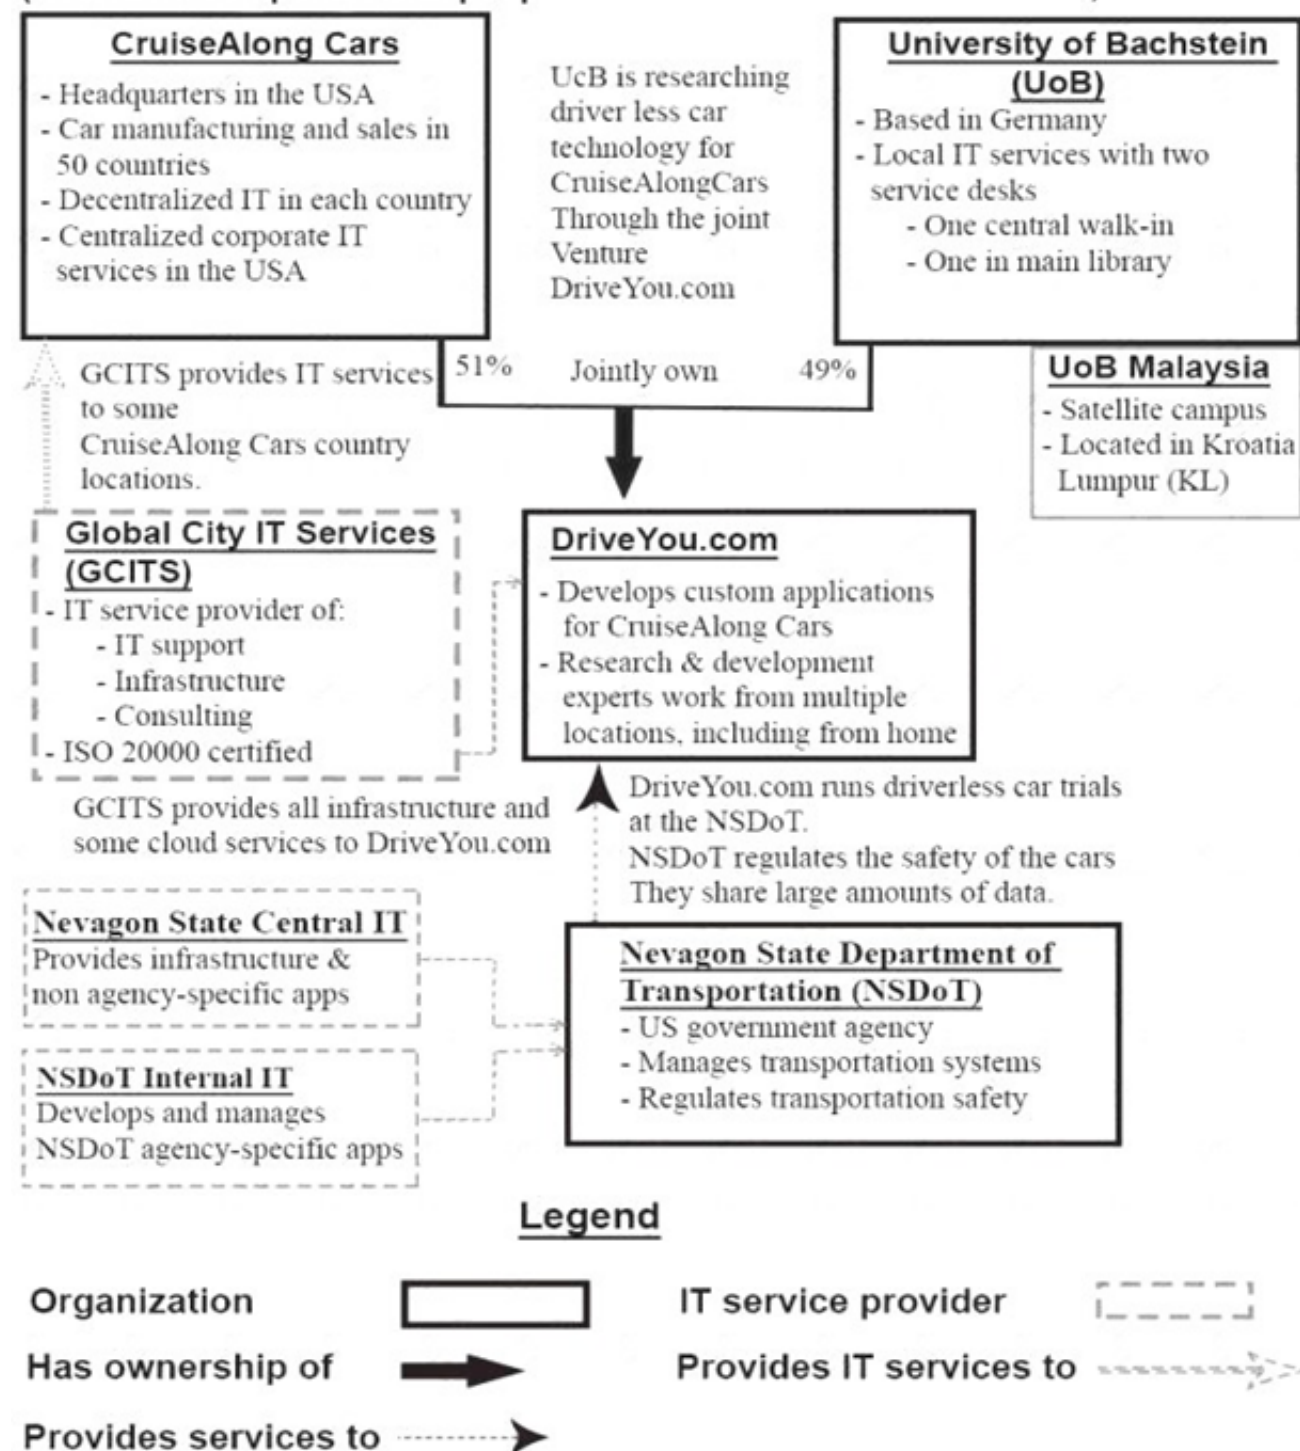 CruiseAlong Cars
- Headquarters in the USA
- Car manufacturing and sales in
50 countries
- Decentralized IT in each country
- Centralized corporate IT
services in the USA
UcB is researching
driver less car
technology for
CruiseAlongCars
Through the joint
Venture
DriveYou.com
University of Bachstein
(UoB)
- Based in Germany
- Local IT services with two
service desks
- One central walk-in
- One in main library
UoB Malaysia
- Satellite campus
- Located in Kroatia
Lumpur (KL)
51%
Jointly own
49%
GCITS provides IT services
to some
CruiseAlong Cars country
locations.
Global City IT Services
(GCITS)
- IT service provider of:
- IT support
- Infrastructure
- Consulting
- ISO 20000 certified
DriveYou.com
- Develops custom applications
for CruiseAlong Cars
- Research & development
experts work from multiple
locations, including from home
GCITS provides all infrastructure and
some cloud services to DriveYou.com
DriveYou.com runs driverless car trials
at the NSDoT.
NSDoT regulates the safety of the cars
They share large amounts of data.
Nevagon State Central IT
Provides infrastructure &
non agency-specific apps
NSDoT Internal IT
Develops and manages
NSDoT agency-specific apps
Nevagon State Department of
Transportation (NSDoT)
- US government agency
- Manages transportation systems
- Regulates transportation safety
Legend
Organization
IT service provider
Has ownership of
Provides IT services to
Provides services to